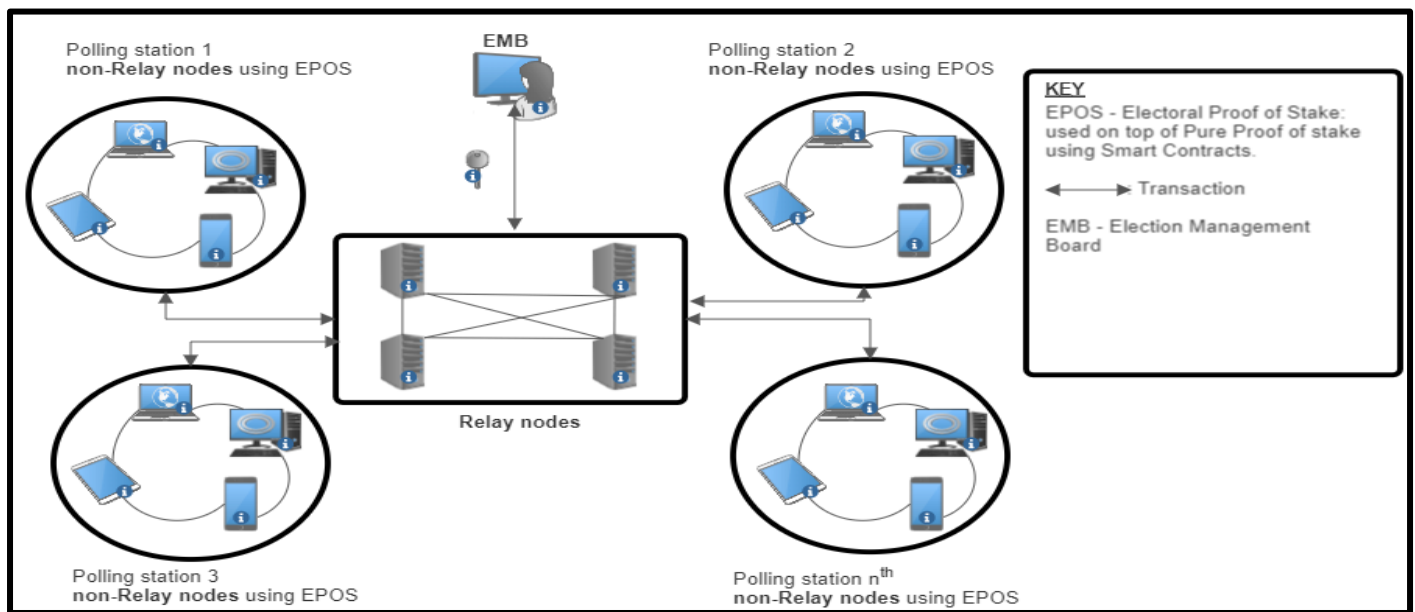 Polling station 1
non-Relay nodes using EPOS
EMB
Polling station 2
non-Relay nodes using EPOS
KEY
EPOS - Electoral Proof of Stake:
used on top of Pure Proof of stake
using Smart Contracts.
: Transaction
EMB - Election Management
Board
Relay nodes
Polling station 3
non-Relay nodes using EPOS
Polling station nth
non-Relay nodes using EPOS